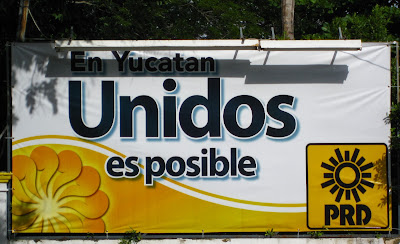 En Yucatan
Unidos
es posible
PRD